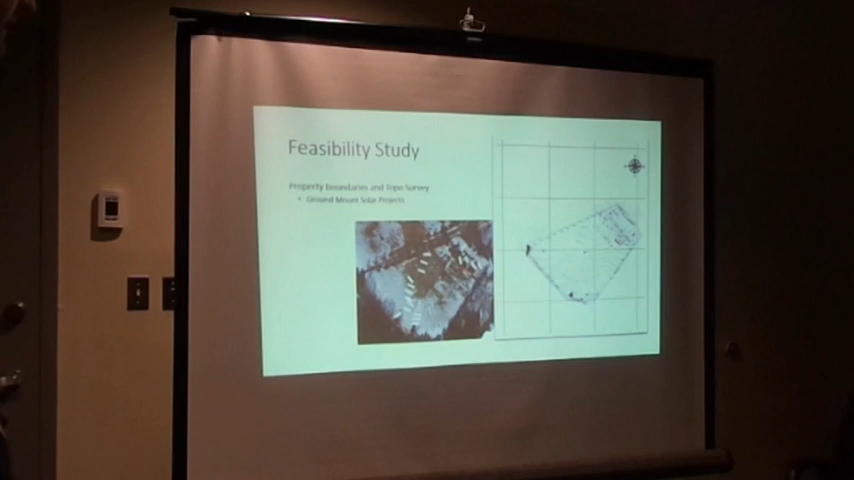 Feasibility Study
Property Boundaries and Topo Survey
• Ground Mount Solar Projects